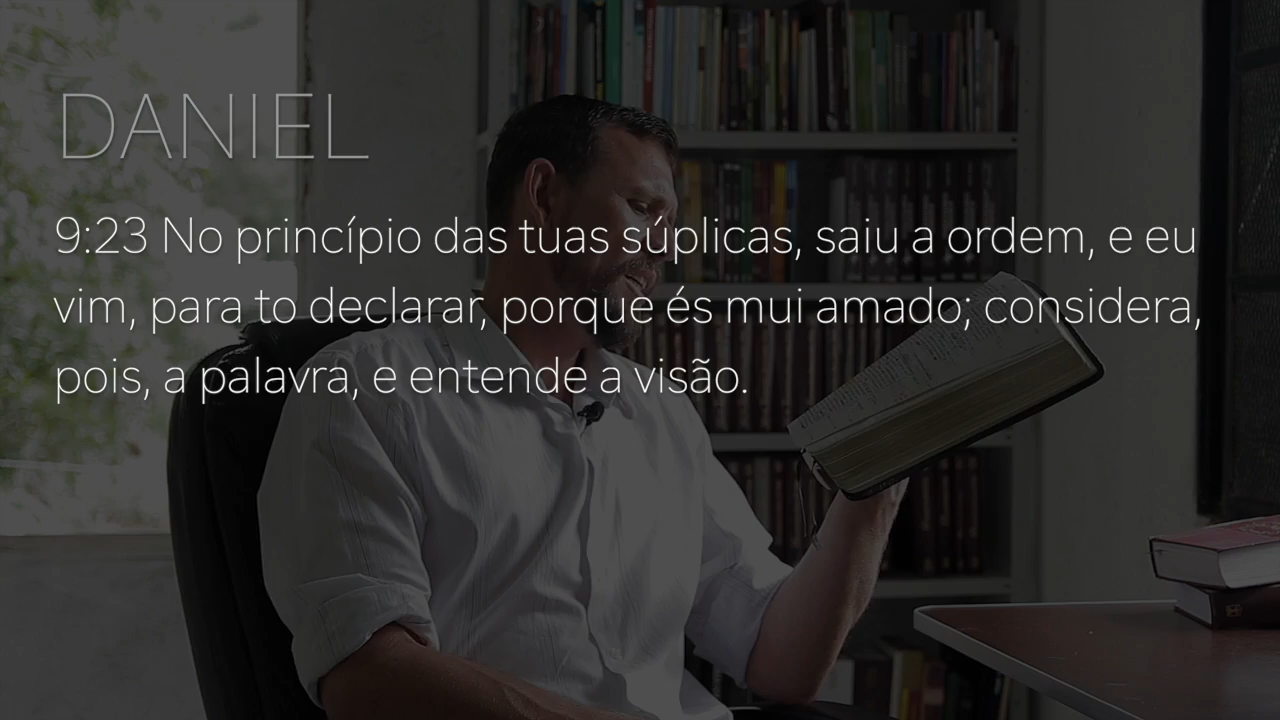 DANIEL
9:23 No princípio das tuas súplicas, saiu a ordem, e eu
vim, para to declarar, porque és mui amado; considera,
pois, a palavra, e entende a visão.